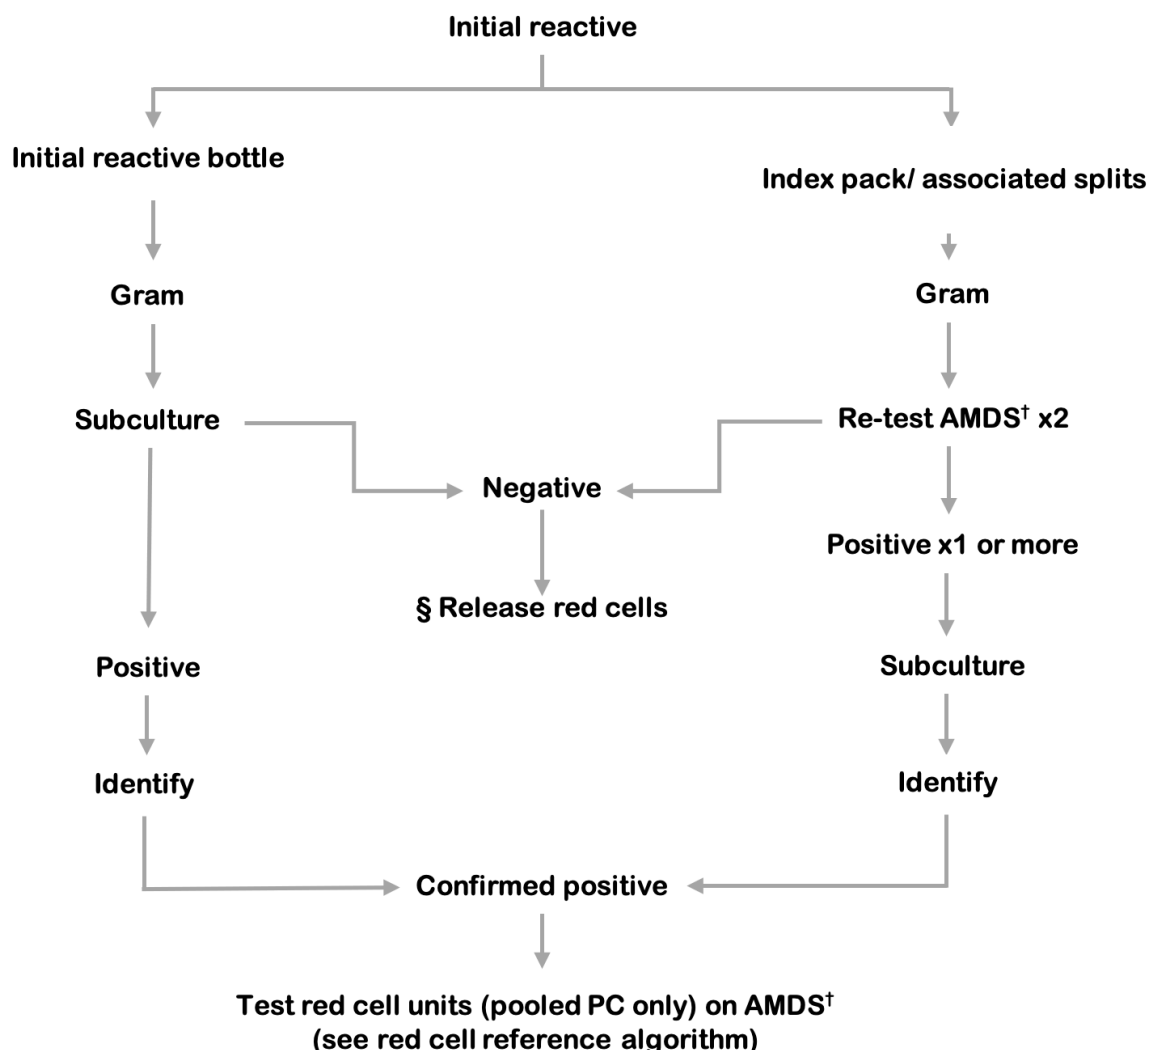 Initial reactive
Initial reactive bottle
Index pack/ associated splits
Gram
Gram
Subculture
Re-test AMDS† x2
Negative
Positive x1 or more
§ Release red cells
Positive
Subculture
Identify
Identify
Confirmed positive
Test red cell units (pooled PC only) on AMDS†
(see red cell reference algorithm)